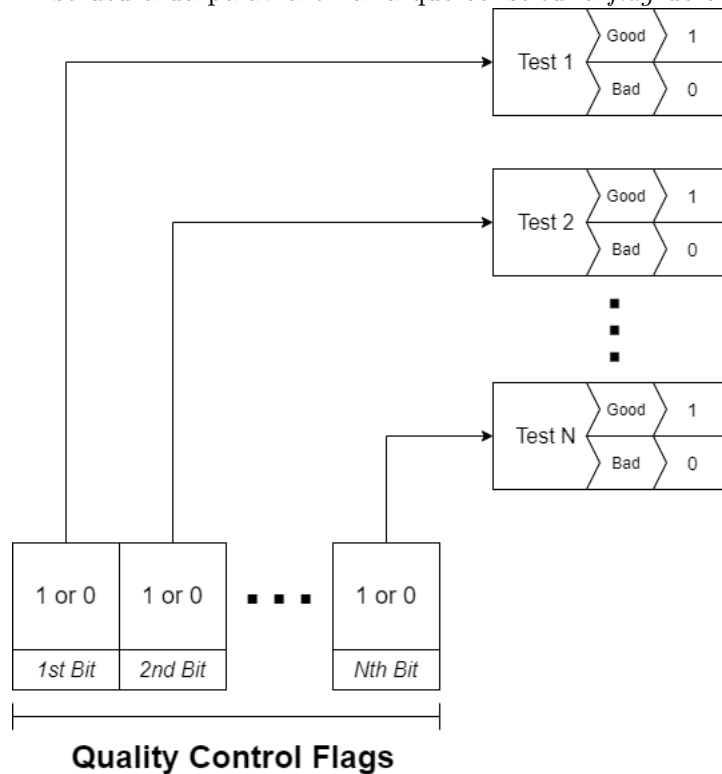 Good 1
Test 1
Bad 0
Good 1
Test 2
Bad 0
Good 1
Test N
Bad 0
1 or 0 1 or 0 1 or 0
1st Bit 2nd Bit Nth Bit
Quality Control Flags